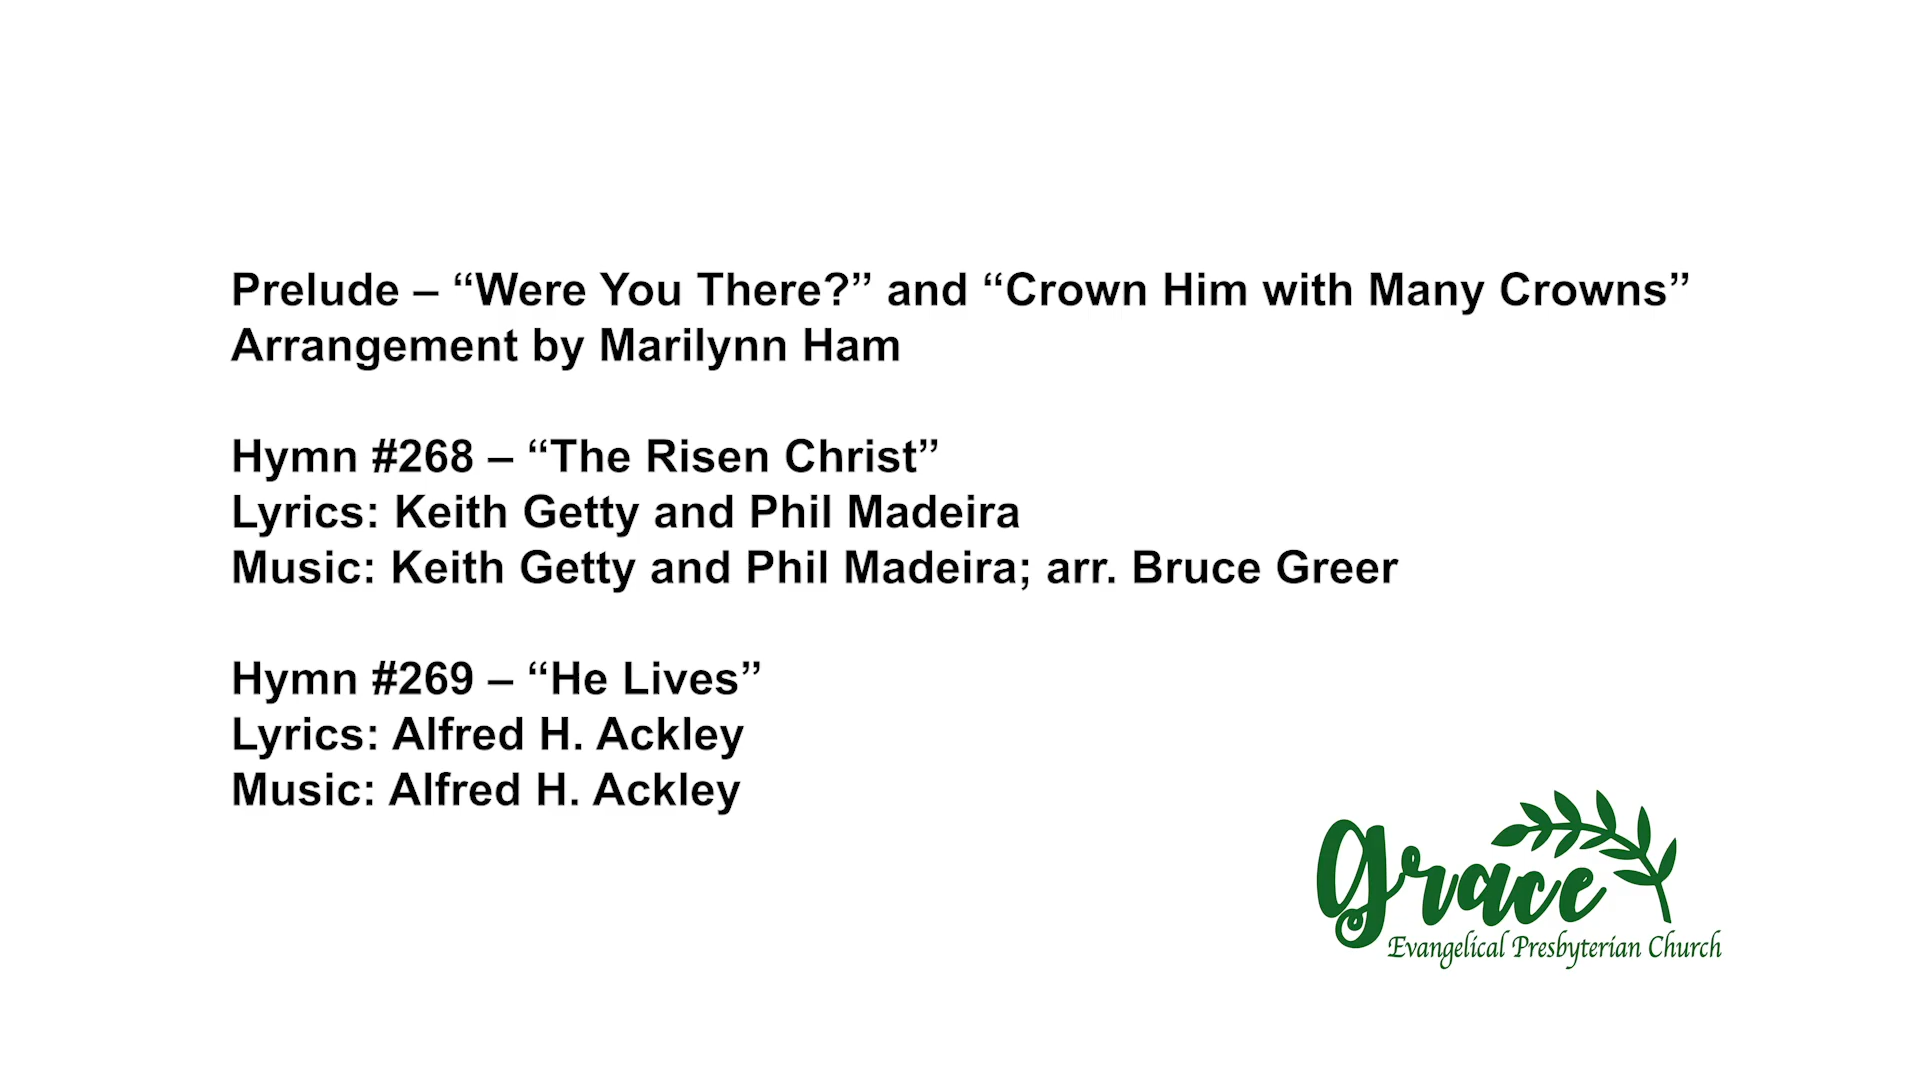 Prelude – “Were You There?” and “Crown Him with Many Crowns”
Arrangement by Marilynn Ham
Hymn #268 – “The Risen Christ”
Lyrics: Keith Getty and Phil Madeira
Music: Keith Getty and Phil Madeira; arr. Bruce Greer
Hymn #269 – “He Lives”
Lyrics: Alfred H. Ackley
Music: Alfred H. Ackley
grace
Evangelical Presbyterian Church